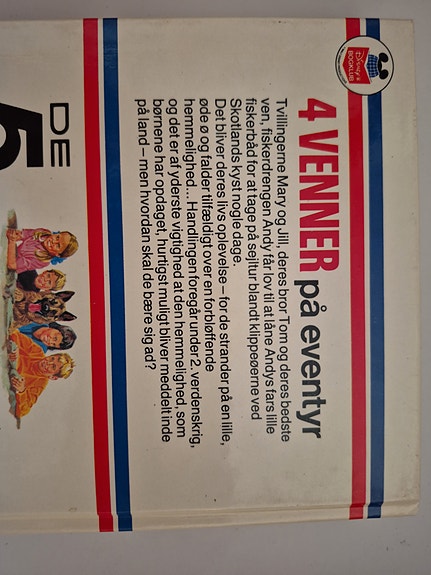 Disney's
BOGKLUB
4 VENNER på eventyr
Tvillingerne Mary og Jill, deres bror Tom og deres bedste
ven, fiskerdrengen Andy får lov til at låne Andys fars lille
fiskerbåd for at tage på sejltur blandt klippeøerne ved
Skotlands kyst nogle dage.
Det bliver deres livs oplevelse – for de strander på en lille,
øde ø og falder tilfældigt over en forbløffende
hemmelighed... Handlingen foregår under 2. verdenskrig,
og det er af yderste vigtighed at den hemmelighed, som
børnene har opdaget, hurtigst muligt bliver meddelt inde
på land – men hvordan skal de bære sig ad?
DE
5